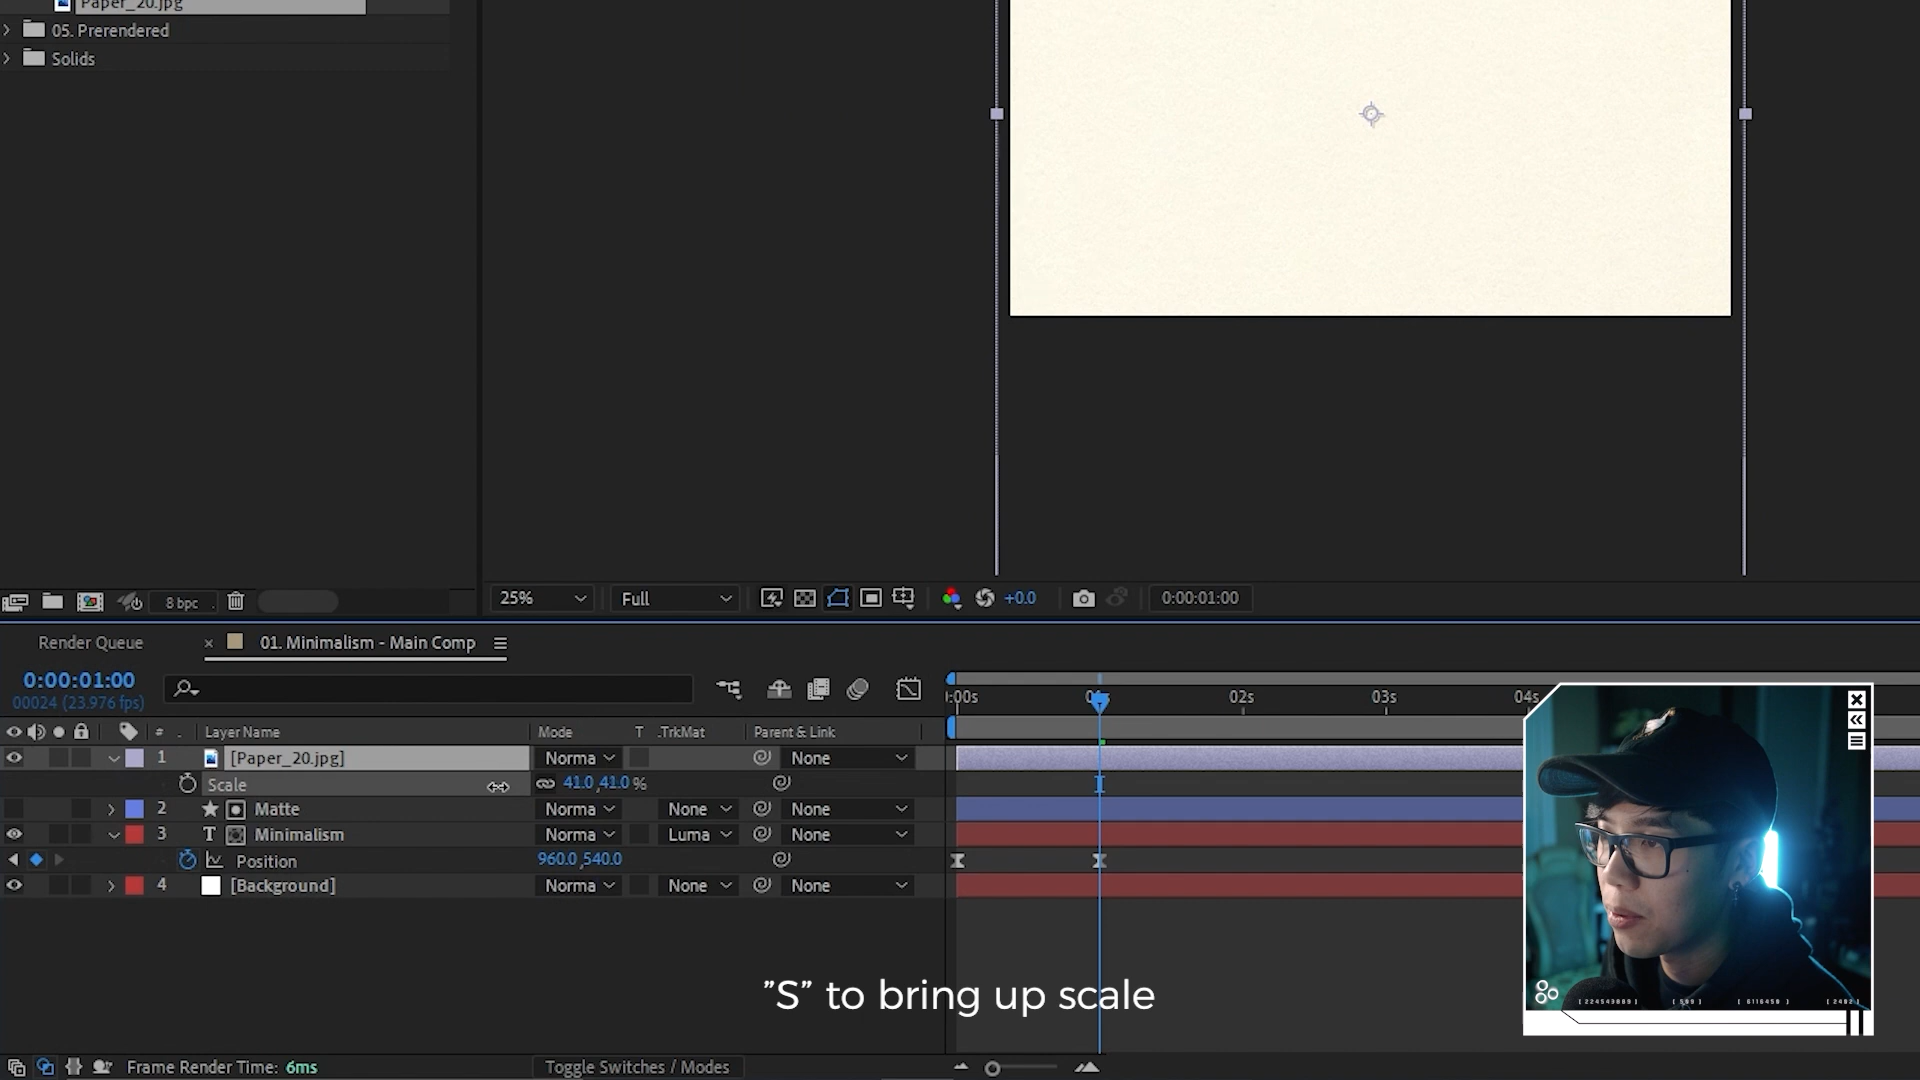 Paper_20.jpg
05. Prerendered
Solids
8 bpc
25%
Full
+0.0
0:00:01:00
Render Queue
01. Minimalism - Main Comp
0:00:01:00
00024 (23.976 fps)
:00s
02s
03s
04s
#
Layer Name
Mode
T
.TrkMat
Parent & Link
1
[Paper_20.jpg]
Norma
None
Scale
41.0,41.0 %
2
Matte
Norma
None
None
3
T
Minimalism
Norma
Luma
None
Position
960.0,540.0
4
[Background]
Norma
None
None
”S” to bring up scale
Frame Render Time: 6ms
Toggle Switches / Modes